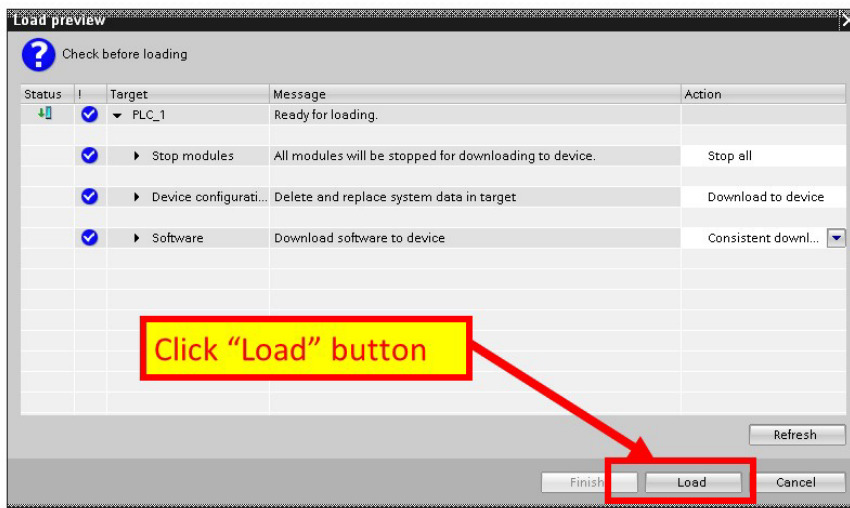 Load preview
Check before loading
Status ! Target Message Action
PLC_1 Ready for loading.
Stop modules All modules will be stopped for downloading to device. Stop all
Device configurati... Delete and replace system data in target Download to device
Software Download software to device Consistent downl...
Click “Load” button
Refresh
Finish Load Cancel